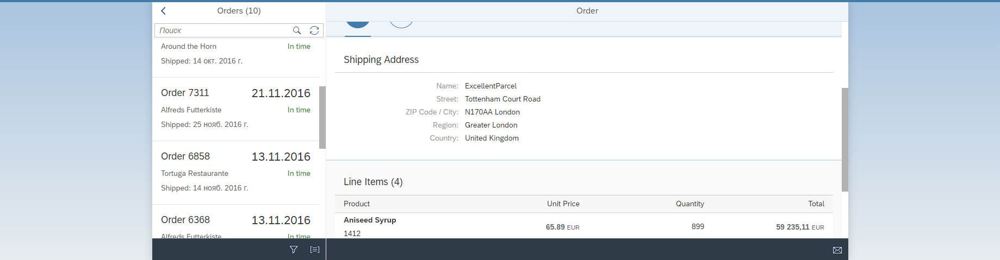 Orders (10)
Поиск
Around the Horn In time
Shipped: 14 окт. 2016 г.
Order 7311 21.11.2016
Alfreds Futterkiste In time
Shipped: 25 нояб. 2016 г.
Order 6858 13.11.2016
Tortuga Restaurante In time
Shipped: 14 нояб. 2016 г.
Order 6368 13.11.2016
Alfreds Futterkiste In time
Order
Shipping Address
Name: ExcellentParcel
Street: Tottenham Court Road
ZIP Code / City: N170AA London
Region: Greater London
Country: United Kingdom
Line Items (4)
Product Unit Price Quantity Total
Aniseed Syrup
1412 65.89 EUR 899 59 235,11 EUR